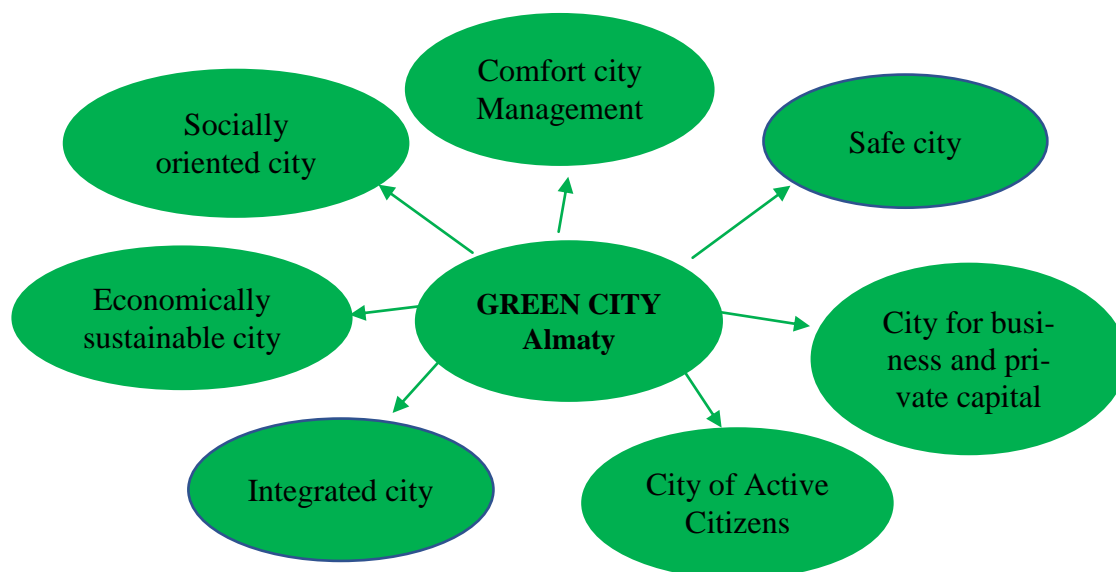 Comfort city
Management
Socially
oriented city
Safe city
Economically
sustainable city
GREEN CITY
Almaty
City for busi-
ness and pri-
vate capital
Integrated city
City of Active
Citizens